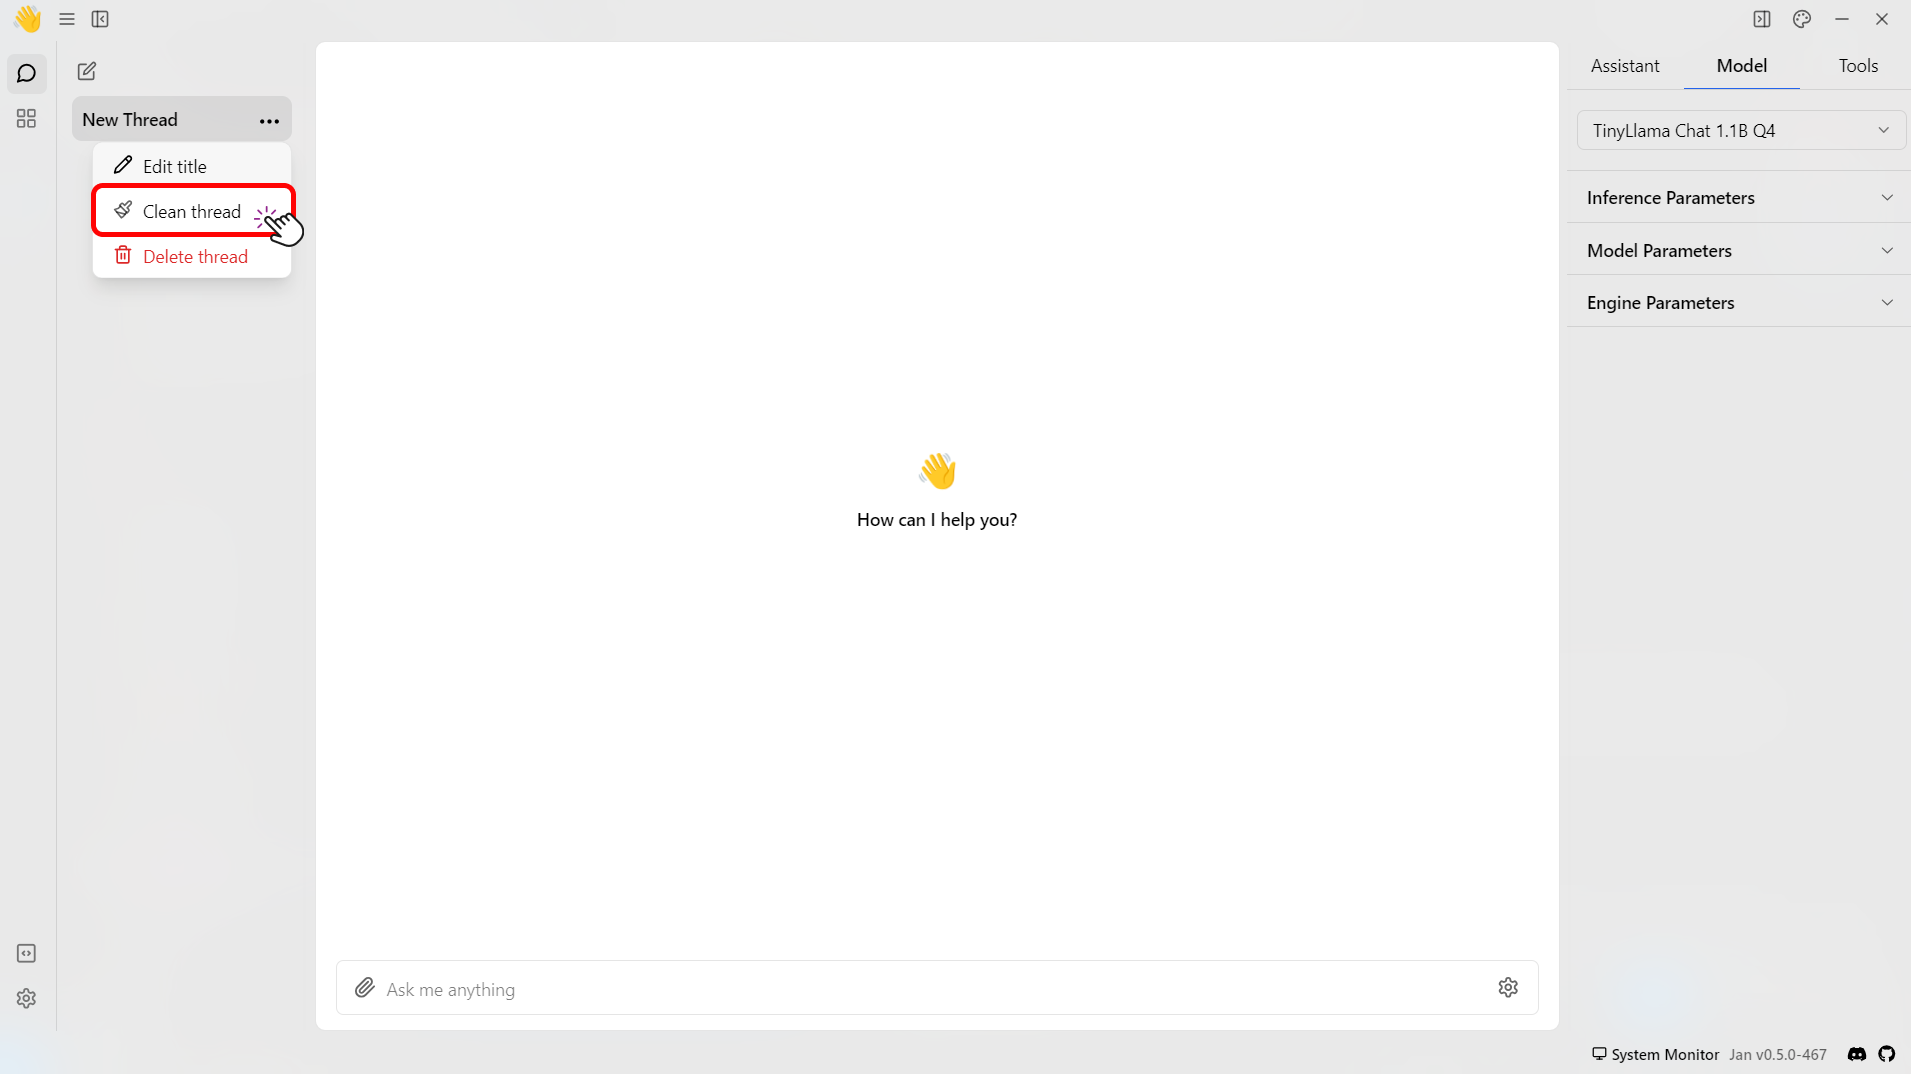 New Thread
Edit title
Clean thread
Delete thread
How can I help you?
Ask me anything
Assistant
Model
Tools
TinyLlama Chat 1.1B Q4
Inference Parameters
Model Parameters
Engine Parameters
System Monitor
Jan v0.5.0-467